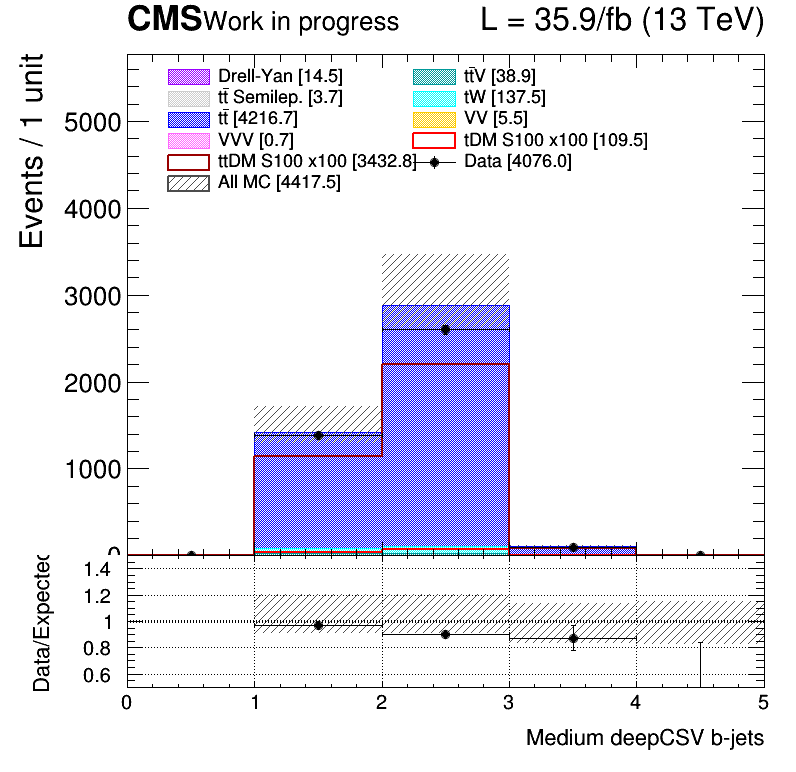 CMS Work in progress L = 35.9/fb (13 TeV)
Events / 1 unit
Drell-Yan [14.5] tt̄V [38.9]
tt̄ Semilep. [3.7] tW [137.5]
tt̄ [4216.7] VV [5.5]
VVV [0.7] tDM S100 x100 [109.5]
ttDM S100 x100 [3432.8] Data [4076.0]
All MC [4417.5]
5000
4000
3000
2000
1000
0
Data/Expected
1.4
1.2
1
0.8
0.6
0 1 2 3 4 5
Medium deepCSV b-jets